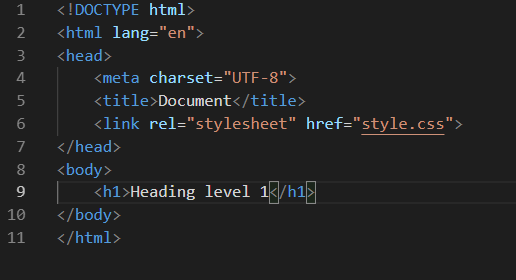 1 <!DOCTYPE html>
2 <html lang="en">
3 <head>
4     <meta charset="UTF-8">
5     <title>Document</title>
6     <link rel="stylesheet" href="style.css">
7 </head>
8 <body>
9     <h1>Heading level 1</h1>
10 </body>
11 </html>